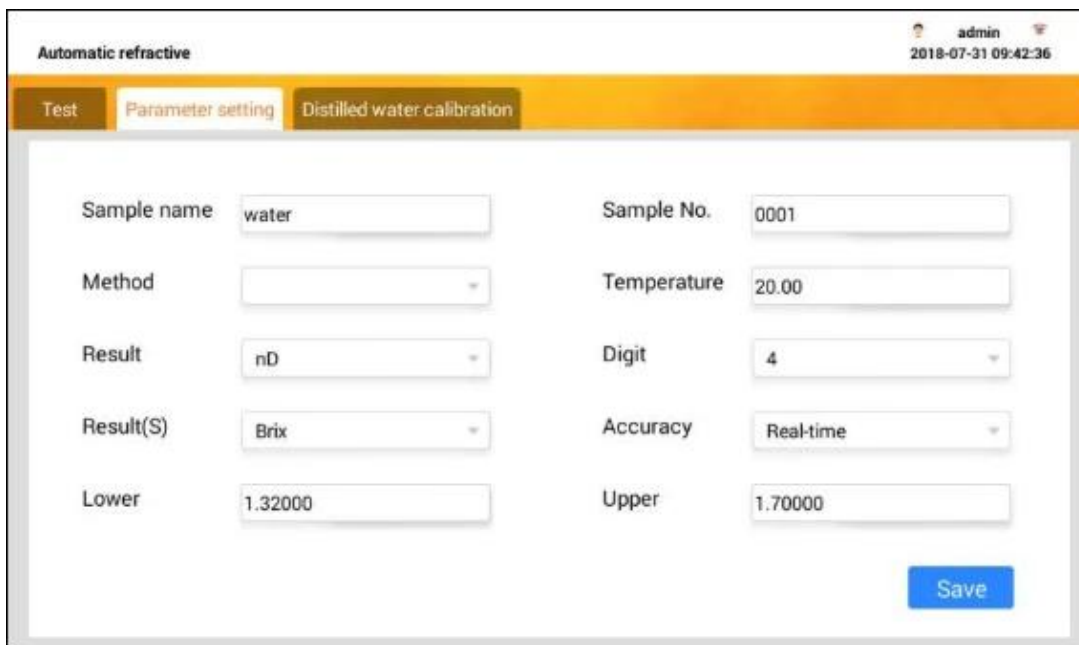 admin
Automatic refractive 2018-07-31 09:42:36
Test Parameter setting Distilled water calibration
Sample name water Sample No. 0001
Method Temperature 20.00
Result nD Digit 4
Result(S) Brix Accuracy Real-time
Lower 1.32000 Upper 1.70000
Save